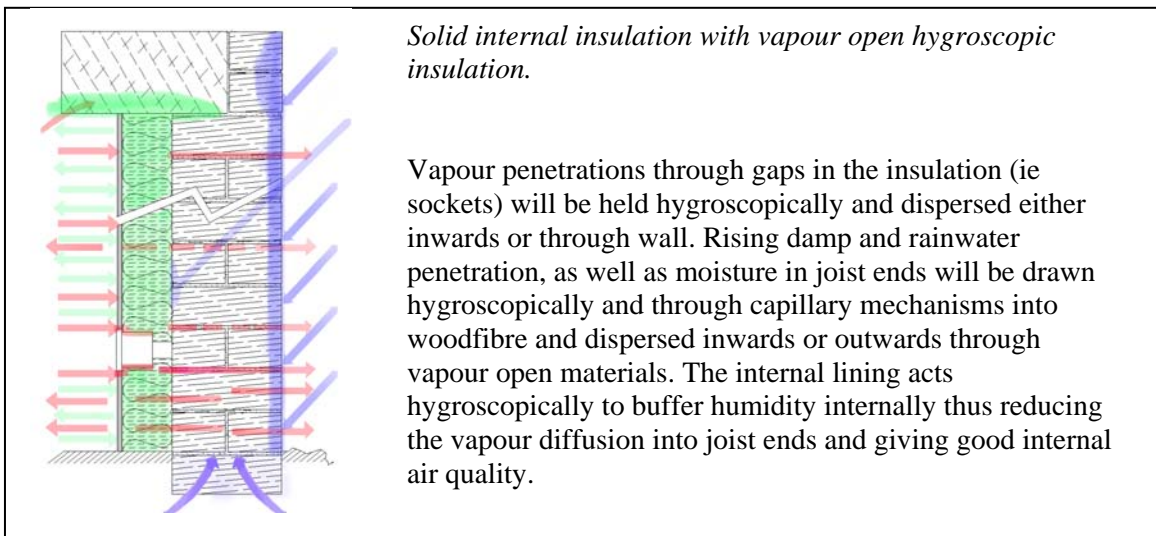 Solid internal insulation with vapour open hygroscopic
insulation.
Vapour penetrations through gaps in the insulation (ie
sockets) will be held hygroscopically and dispersed either
inwards or through wall. Rising damp and rainwater
penetration, as well as moisture in joist ends will be drawn
hygroscopically and through capillary mechanisms into
woodfibre and dispersed inwards or outwards through
vapour open materials. The internal lining acts
hygroscopically to buffer humidity internally thus reducing
the vapour diffusion into joist ends and giving good internal
air quality.